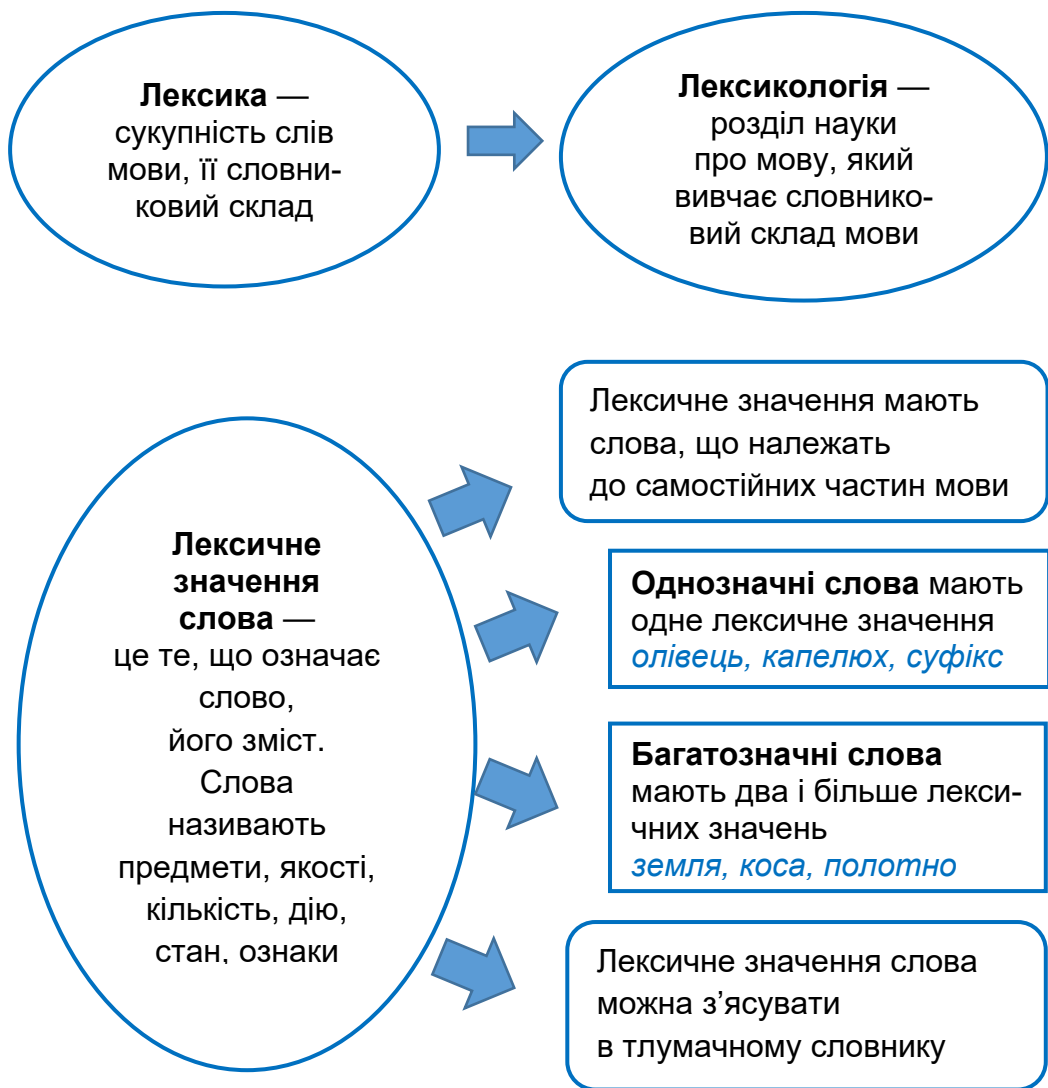 Лексика —
сукупність слів
мови, її словни-
ковий склад
Лексикологія —
розділ науки
про мову, який
вивчає словнико-
вий склад мови
Лексичне
значення
слова —
це те, що означає
слово,
його зміст.
Слова
називають
предмети, якості,
кількість, дію,
стан, ознаки
Лексичне значення мають
слова, що належать
до самостійних частин мови
Однозначні слова мають
одне лексичне значення
олівець, капелюх, суфікс
Багатозначні слова
мають два і більше лекси-
чних значень
земля, коса, полотно
Лексичне значення слова
можна з’ясувати
в тлумачному словнику